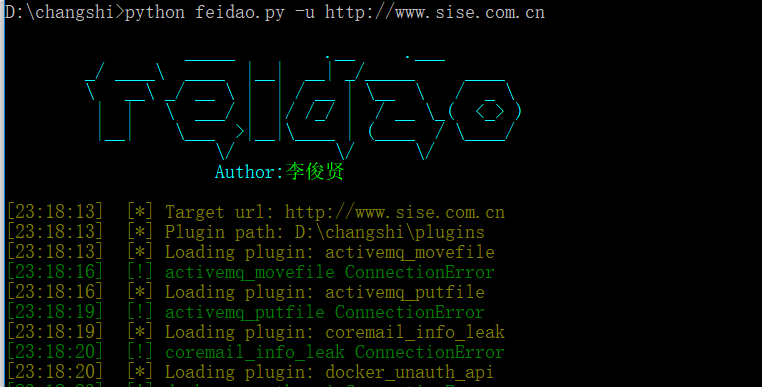 D:\changshi>python feidao.py -u http://www.sise.com.cn
feidao
Author:李俊贤
[23:18:13] [*] Target url: http://www.sise.com.cn
[23:18:13] [*] Plugin path: D:\changshi\plugins
[23:18:13] [*] Loading plugin: activemq_movefile
[23:18:16] [!] activemq_movefile ConnectionError
[23:18:16] [*] Loading plugin: activemq_putfile
[23:18:19] [!] activemq_putfile ConnectionError
[23:18:19] [*] Loading plugin: coremail_info_leak
[23:18:20] [!] coremail_info_leak ConnectionError
[23:18:20] [*] Loading plugin: docker_unauth_api